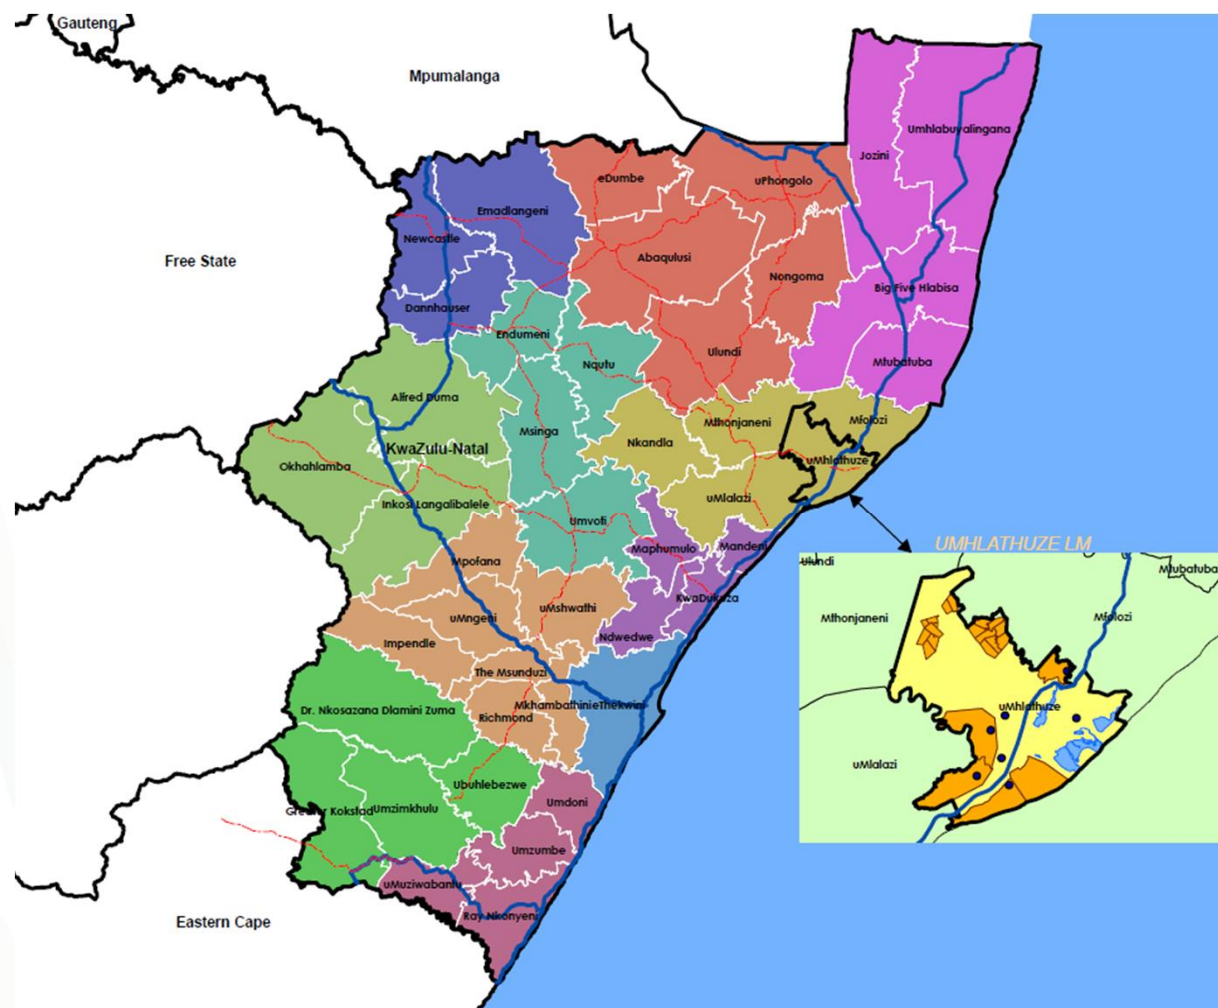 Gauteng
Mpumalanga
Free State
Eastern Cape
KwaZulu-Natal
Umhlabuyalingana
Jozini
eDumbe
uPhongolo
Emadlangeni
Newcastle
Abaqulusi
Nongoma
Big Five Hlabisa
Dannhauser
Endumeni
Ulundi
Nqutu
Mtubatuba
Alfred Duma
Msinga
Nkandla
Mthonjaneni
Mfolozi
uMhlathuze
Okhahlamba
Inkosi Langalibalele
uMlalazi
Umvoti
Maphumulo
Mandeni
Mpofana
KwaDukuza
uMshwathi
uMngeni
Ndwedwe
Impendle
The Msunduzi
Mkhambathini
eThekwini
Richmond
Dr. Nkosazana Dlamini Zuma
Ubuhlebezwe
Umdoni
Greater Kokstad
Umzimkhulu
Umzumbe
uMuziwabantu
Ray Nkonyeni
UMHLATHUZE LM
Ulundi
Mtubatuba
Mthonjaneni
Mfolozi
uMhlathuze
uMlalazi